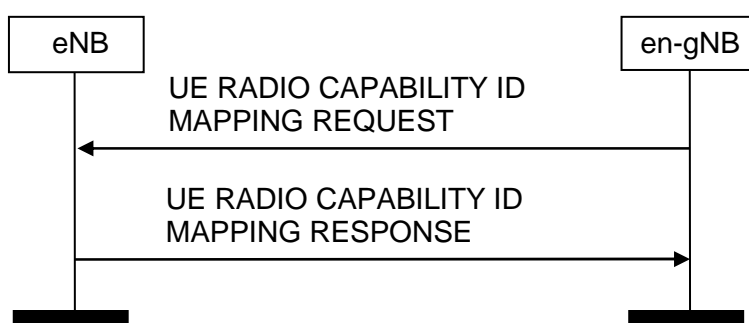 eNB
en-gNB
UE RADIO CAPABILITY ID
MAPPING REQUEST
UE RADIO CAPABILITY ID
MAPPING RESPONSE